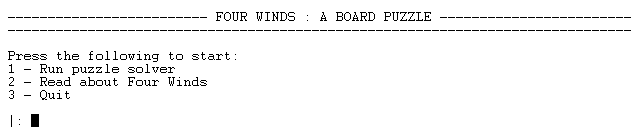 ------------------------- FOUR WINDS : A BOARD PUZZLE ------------------------
------------------------------------------------------------------------------
Press the following to start:
1 - Run puzzle solver
2 - Read about Four Winds
3 - Quit
|: